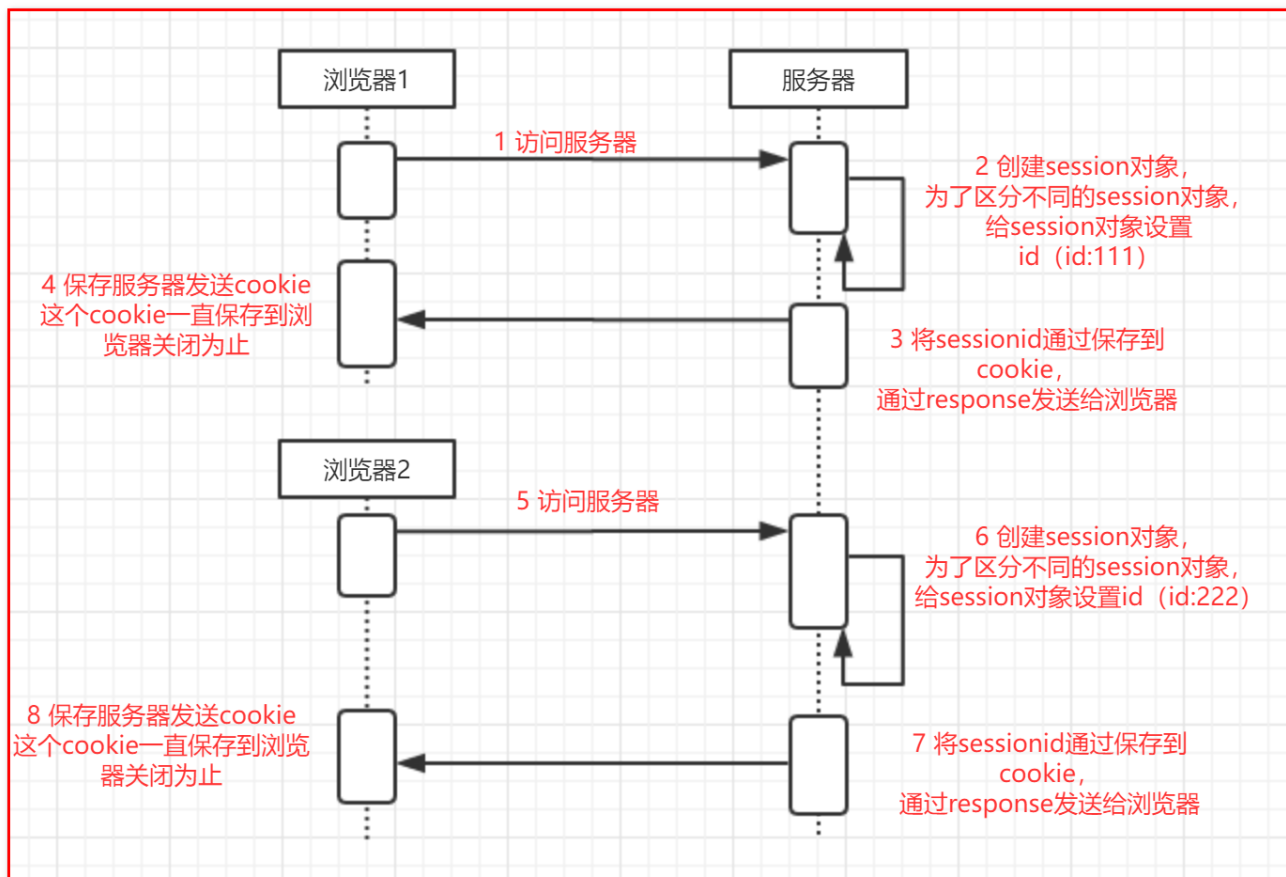 浏览器1
服务器
1 访问服务器
2 创建session对象，
为了区分不同的session对象，
给session对象设置
id（id:111）
4 保存服务器发送cookie
这个cookie一直保存到浏
览器关闭为止
3 将sessionid通过保存到
cookie，
通过response发送给浏览器
浏览器2
5 访问服务器
6 创建session对象，
为了区分不同的session对象，
给session对象设置id（id:222）
8 保存服务器发送cookie
这个cookie一直保存到浏览
器关闭为止
7 将sessionid通过保存到
cookie，
通过response发送给浏览器